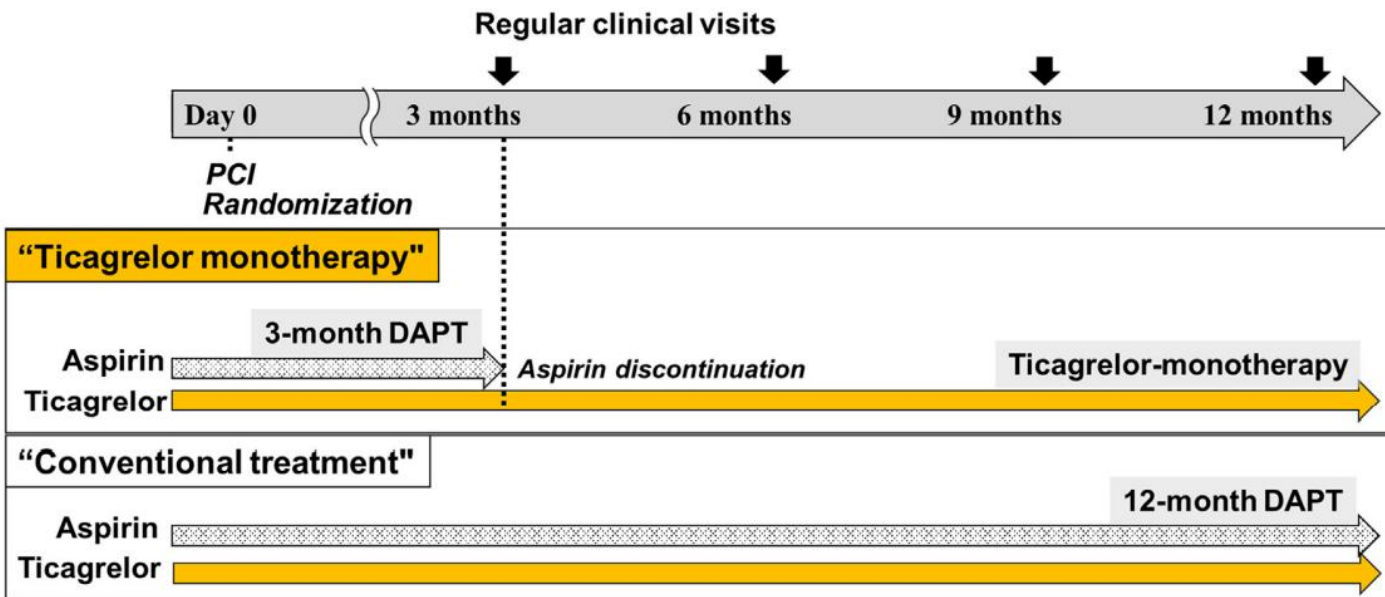 Regular clinical visits
Day 0 3 months 6 months 9 months 12 months
PCI
Randomization
“Ticagrelor monotherapy"
3-month DAPT
Aspirin Aspirin discontinuation Ticagrelor-monotherapy
Ticagrelor
“Conventional treatment"
12-month DAPT
Aspirin
Ticagrelor